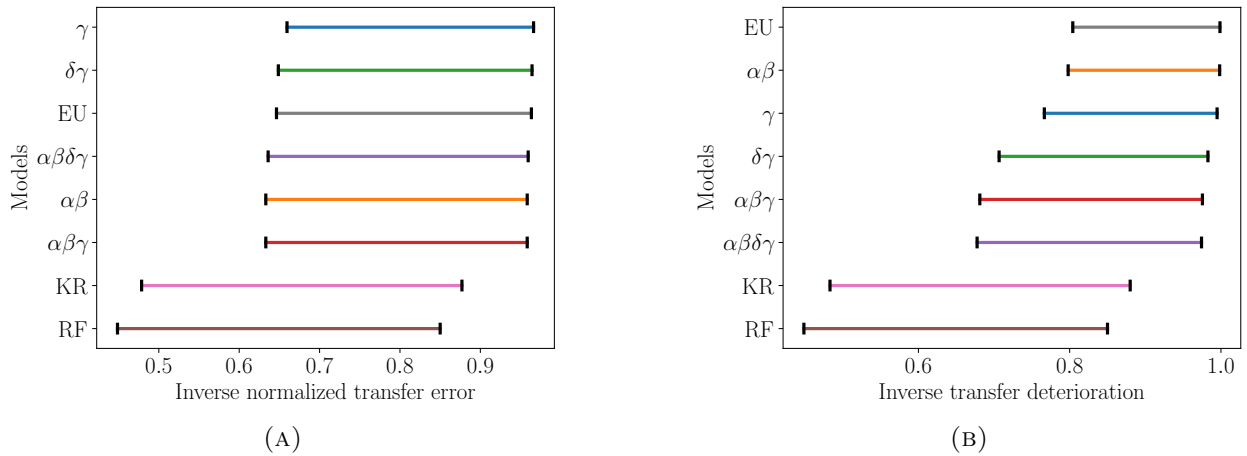 γ
δγ
EU
αβδγ
αβ
αβγ
KR
RF
Models
0.5 0.6 0.7 0.8 0.9
Inverse normalized transfer error
(A)
EU
αβ
γ
δγ
αβγ
αβδγ
KR
RF
Models
0.6 0.8 1.0
Inverse transfer deterioration
(B)